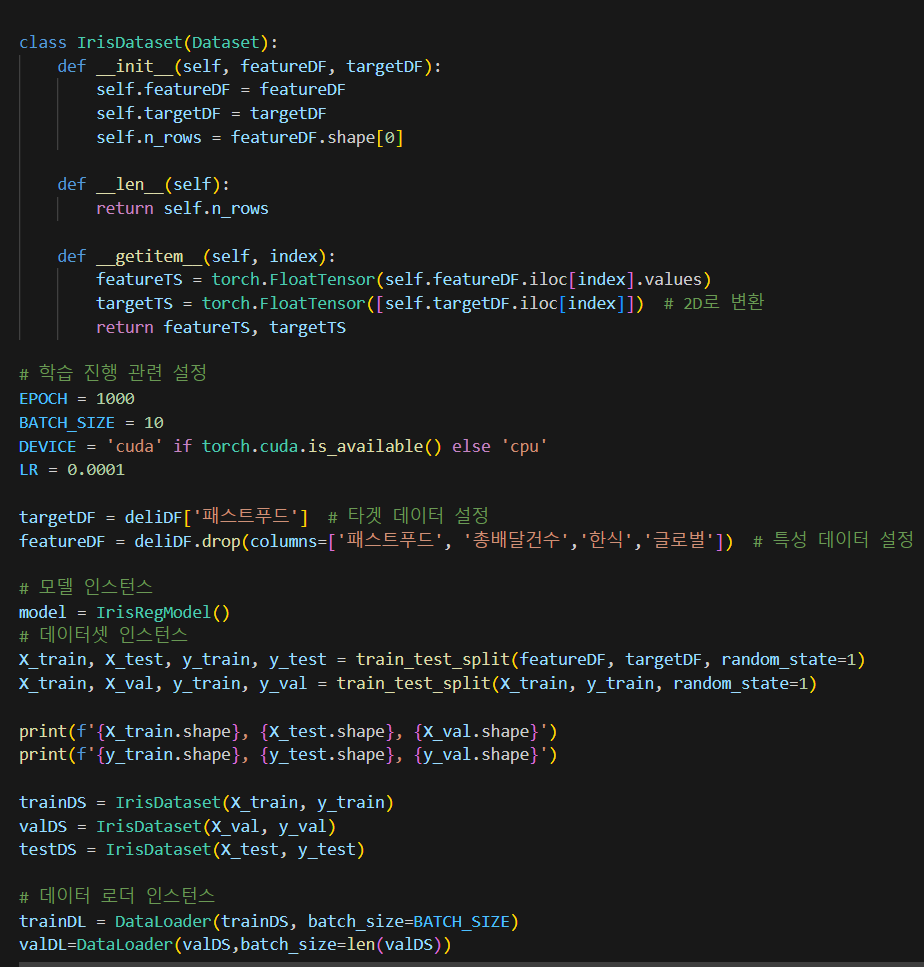 class IrisDataset(Dataset):
    def __init__(self, featureDF, targetDF):
        self.featureDF = featureDF
        self.targetDF = targetDF
        self.n_rows = featureDF.shape[0]
    def __len__(self):
        return self.n_rows
    def __getitem__(self, index):
        featureTS = torch.FloatTensor(self.featureDF.iloc[index].values)
        targetTS = torch.FloatTensor([self.targetDF.iloc[index]])  # 2D로 변환
        return featureTS, targetTS
# 학습 진행 관련 설정
EPOCH = 1000
BATCH_SIZE = 10
DEVICE = 'cuda' if torch.cuda.is_available() else 'cpu'
LR = 0.0001
targetDF = deliDF['패스트푸드']  # 타겟 데이터 설정
featureDF = deliDF.drop(columns=['패스트푸드', '총배달건수','한식','글로벌'])  # 특성 데이터 설정
# 모델 인스턴스
model = IrisRegModel()
# 데이터셋 인스턴스
X_train, X_test, y_train, y_test = train_test_split(featureDF, targetDF, random_state=1)
X_train, X_val, y_train, y_val = train_test_split(X_train, y_train, random_state=1)
print(f'{X_train.shape}, {X_test.shape}, {X_val.shape}')
print(f'{y_train.shape}, {y_test.shape}, {y_val.shape}')
trainDS = IrisDataset(X_train, y_train)
valDS = IrisDataset(X_val, y_val)
testDS = IrisDataset(X_test, y_test)
# 데이터 로더 인스턴스
trainDL = DataLoader(trainDS, batch_size=BATCH_SIZE)
valDL=DataLoader(valDS,batch_size=len(valDS))